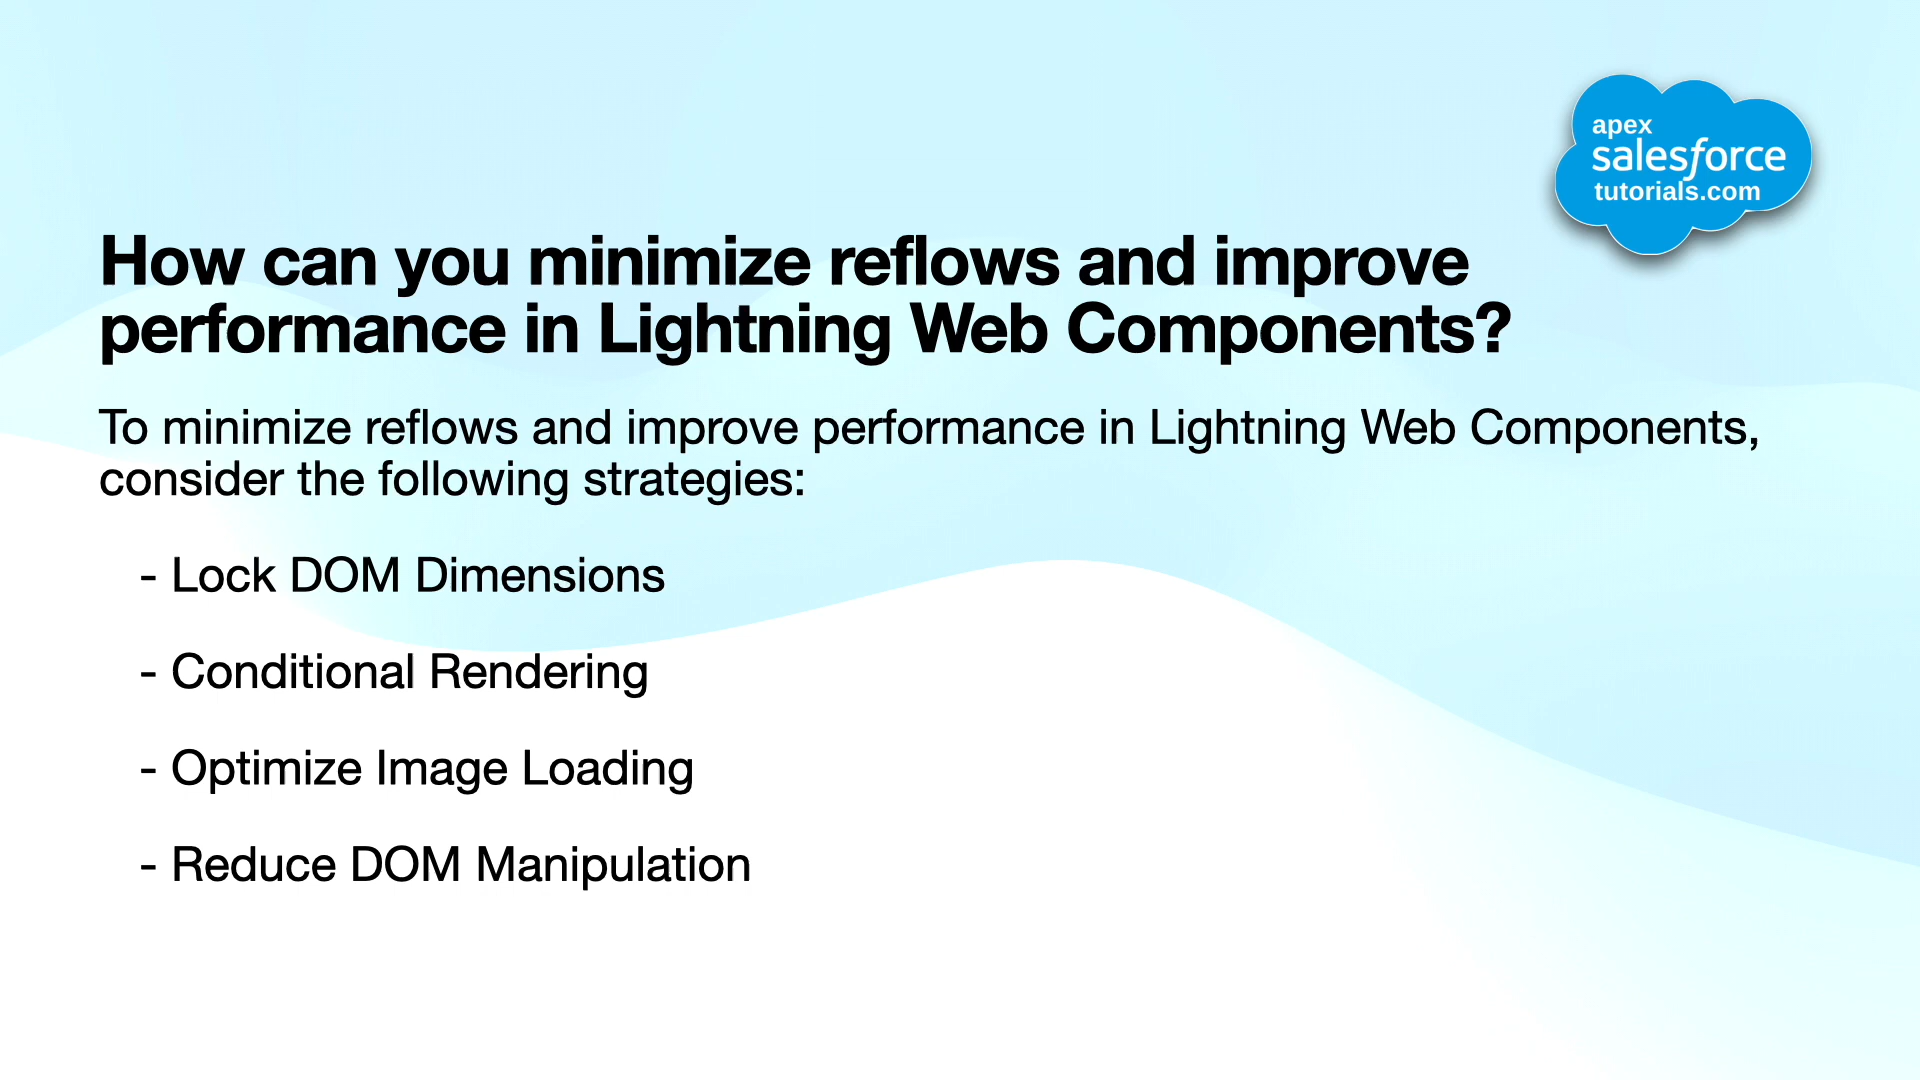 apex
salesforce
tutorials.com
How can you minimize reflows and improve
performance in Lightning Web Components?
To minimize reflows and improve performance in Lightning Web Components,
consider the following strategies:
- Lock DOM Dimensions
- Conditional Rendering
- Optimize Image Loading
- Reduce DOM Manipulation